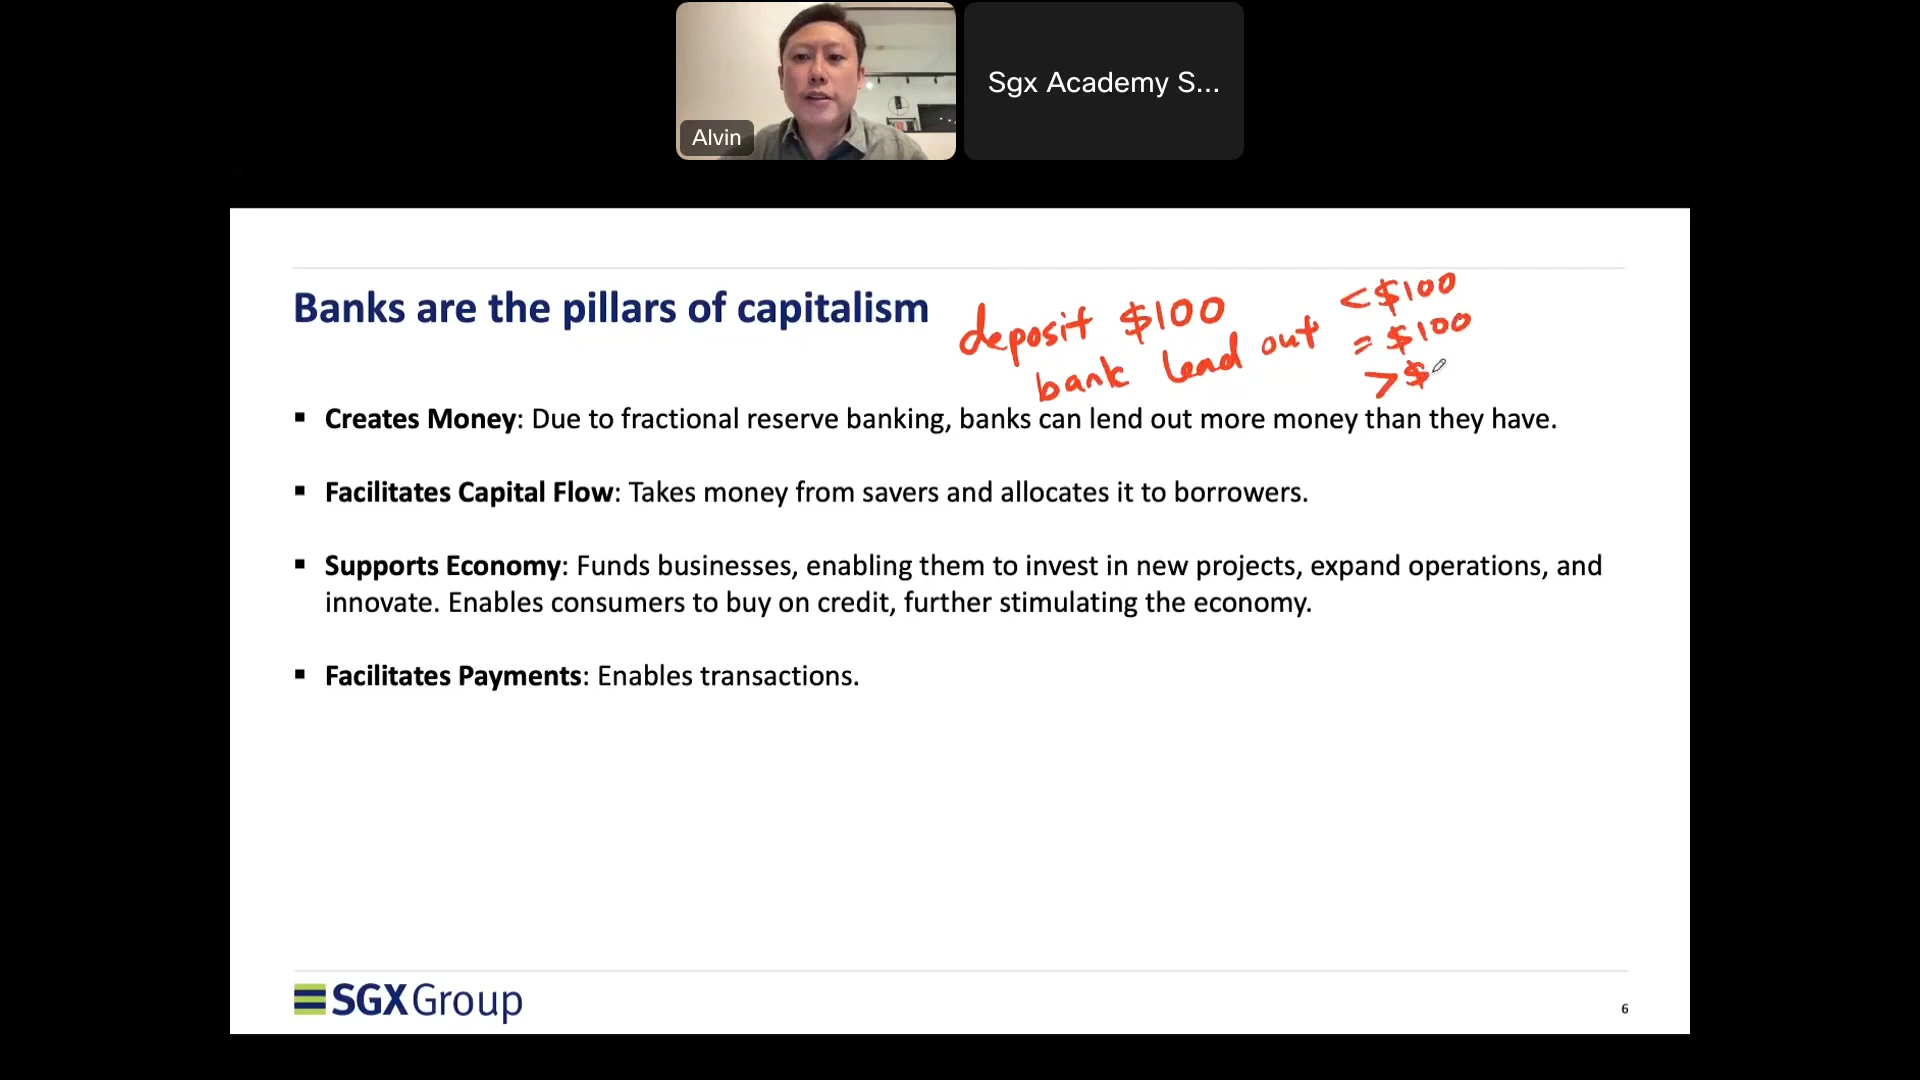 Alvin
Sgx Academy S...
Banks are the pillars of capitalism
deposit $100
bank lead out
<$100
= $100
>$
▪ Creates Money: Due to fractional reserve banking, banks can lend out more money than they have.
▪ Facilitates Capital Flow: Takes money from savers and allocates it to borrowers.
▪ Supports Economy: Funds businesses, enabling them to invest in new projects, expand operations, and
innovate. Enables consumers to buy on credit, further stimulating the economy.
▪ Facilitates Payments: Enables transactions.
SGX Group
6